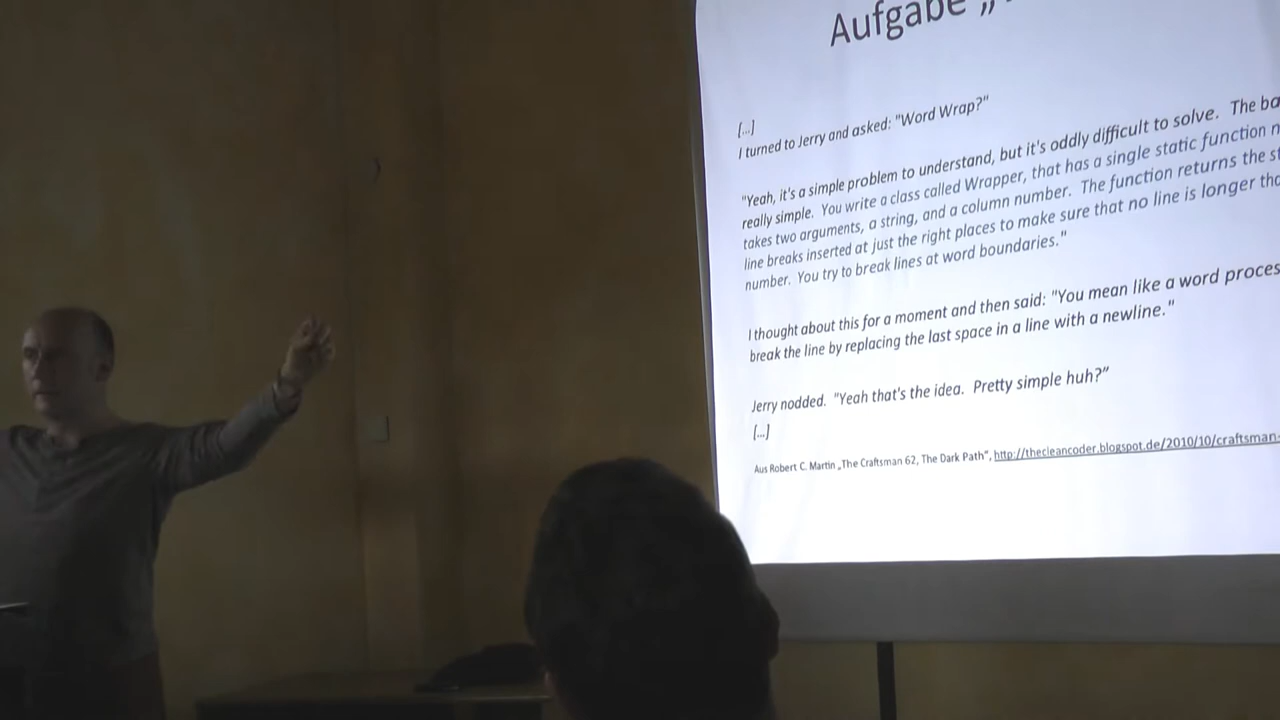 Aufgabe „
[...]
I turned to Jerry and asked: "Word Wrap?"
"Yeah, it's a simple problem to understand, but it's oddly difficult to solve. The
really simple. You write a class called Wrapper, that has a single static function
takes two arguments, a string, and a column number. The function returns the
line breaks inserted at just the right places to make sure that no line is longer
number. You try to break lines at word boundaries."
I thought about this for a moment and then said: "You mean like a word
break the line by replacing the last space in a line with a newline."
Jerry nodded. "Yeah that's the idea. Pretty simple huh?”
[...]
Aus Robert C. Martin „The Craftsman 62, The Dark Path“, http://thecleancoder.blogspot.de/2010/10/craftsman-